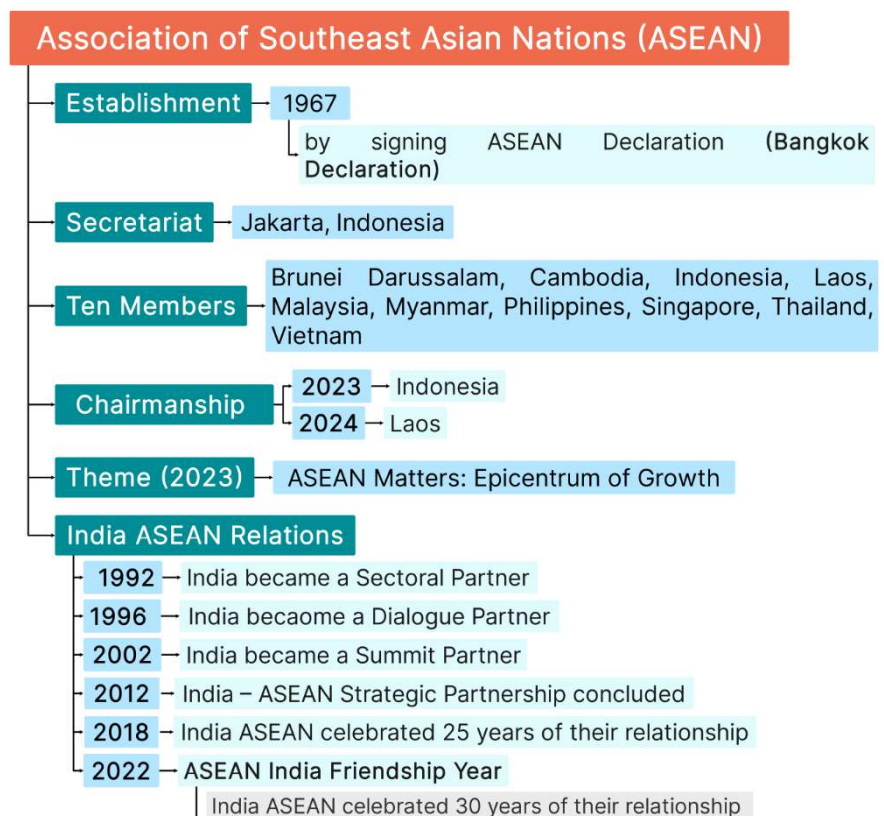 Association of Southeast Asian Nations (ASEAN)
Establishment
1967
by signing ASEAN Declaration (Bangkok
Declaration)
Secretariat
Jakarta, Indonesia
Ten Members
Brunei Darussalam, Cambodia, Indonesia, Laos,
Malaysia, Myanmar, Philippines, Singapore, Thailand,
Vietnam
Chairmanship
2023
Indonesia
2024
Laos
Theme (2023)
ASEAN Matters: Epicentrum of Growth
India ASEAN Relations
1992
India became a Sectoral Partner
1996
India becaome a Dialogue Partner
2002
India became a Summit Partner
2012
India – ASEAN Strategic Partnership concluded
2018
India ASEAN celebrated 25 years of their relationship
2022
ASEAN India Friendship Year
India ASEAN celebrated 30 years of their relationship